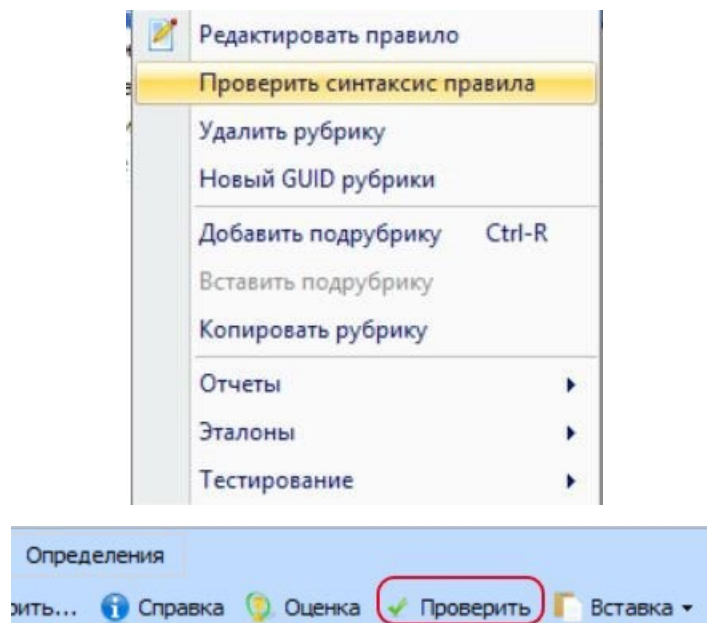 Редактировать правило
Проверить синтаксис правила
Удалить рубрику
Новый GUID рубрики
Добавить подрубрику Ctrl-R
Вставить подрубрику
Копировать рубрику
Отчеты
Эталоны
Тестирование
Определения
Справка Оценка Проверить Вставка